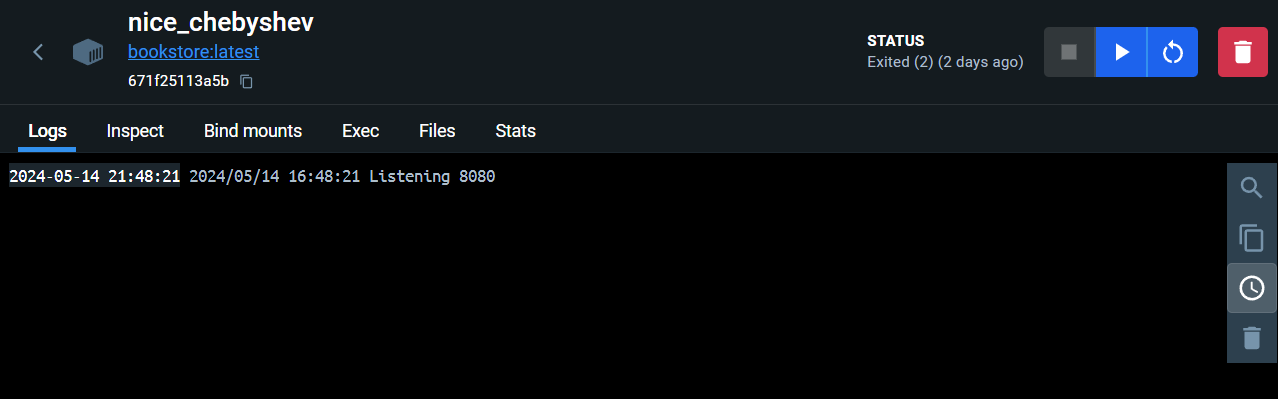 nice_chebyshev
bookstore:latest
671f25113a5b
STATUS
Exited (2) (2 days ago)
Logs Inspect Bind mounts Exec Files Stats
2024-05-14 21:48:21 2024/05/14 16:48:21 Listening 8080